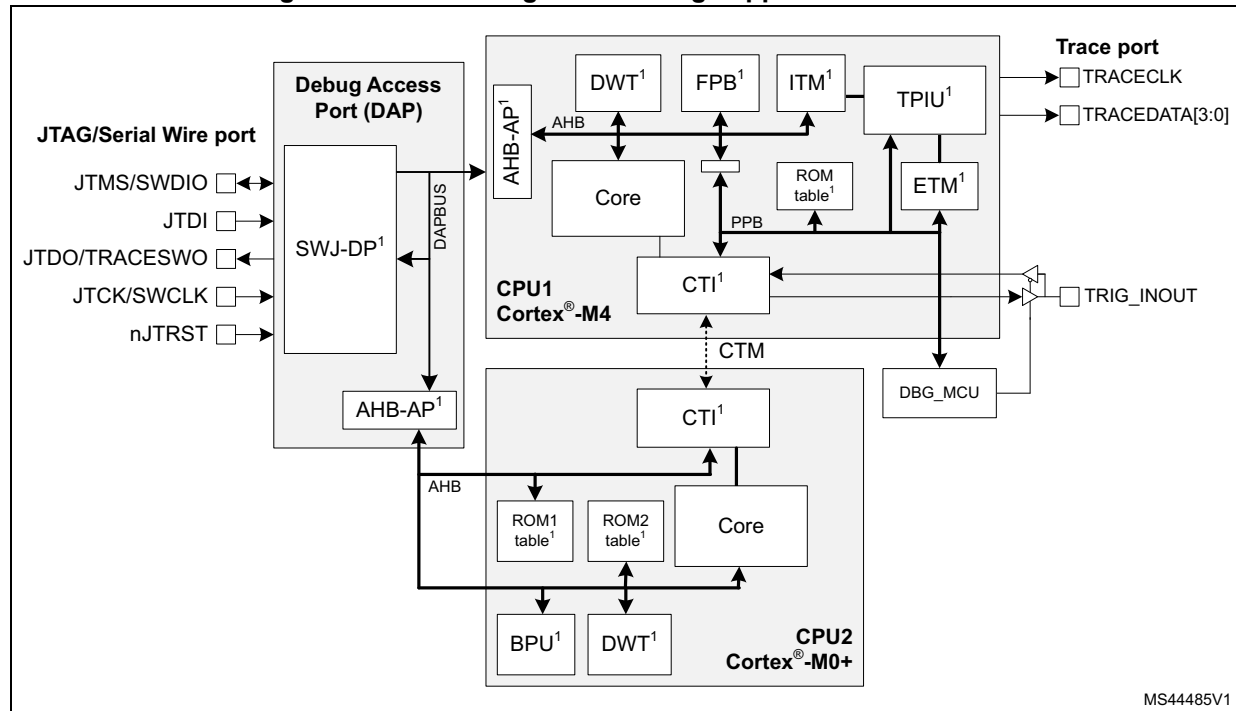 Debug Access
Port (DAP)
JTAG/Serial Wire port
JTMS/SWDIO
JTDI
JTDO/TRACESWO
JTCK/SWCLK
nJTRST
SWJ-DP1
DAPBUS
AHB-AP1
AHB-AP1
AHB
DWT1
FPB1
ITM1
TPIU1
Core
ROM
table1
ETM1
PPB
CTI1
CPU1
Cortex®-M4
Trace port
TRACECLK
TRACEDATA[3:0]
TRIG_INOUT
DBG_MCU
CTM
CTI1
AHB
ROM1
table1
ROM2
table1
Core
BPU1
DWT1
CPU2
Cortex®-M0+
MS44485V1